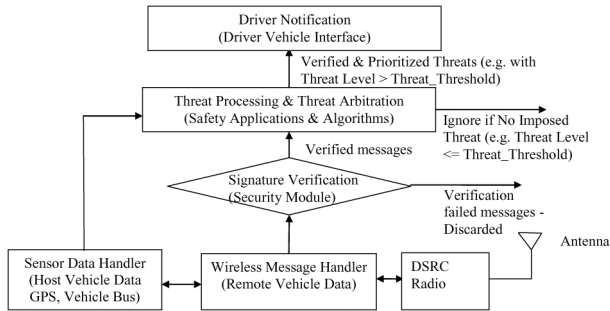 Driver Notification
(Driver Vehicle Interface)
Verified & Prioritized Threats (e.g. with
Threat Level > Threat_Threshold)
Threat Processing & Threat Arbitration
(Safety Applications & Algorithms)
Ignore if No Imposed
Threat (e.g. Threat Level
<= Threat_Threshold)
Verified messages
Signature Verification
(Security Module)
Verification
failed messages -
Discarded
Antenna
Sensor Data Handler
(Host Vehicle Data
GPS, Vehicle Bus)
Wireless Message Handler
(Remote Vehicle Data)
DSRC
Radio